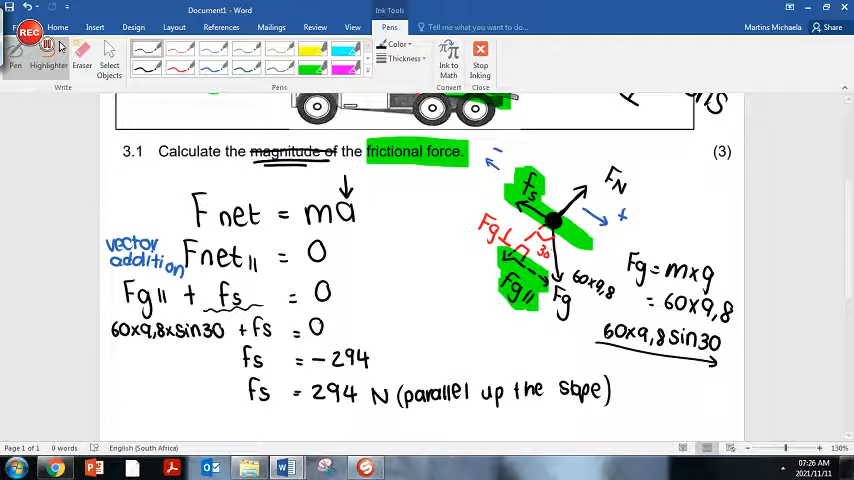 Document1 - Word
Ink Tools
Martins Michaela
Share
File
Home
Insert
Design
Layout
References
Mailings
Review
View
Pens
Tell me what you want to do...
REC
Pen
Highlighter
Eraser
Select Objects
Color
Thickness
Ink to Math
Stop Inking
Write
Pens
Convert
Close
3.1 Calculate the magnitude of the frictional force. (3)
Fnet = ma
vector addition
Fnet∥ = 0
Fg∥ + fs = 0
60×9,8×sin30 + fs = 0
fs = -294
fs = 294 N (parallel up the slope)
-
fs
FN
+
Fg⊥
30
Fg∥
Fg
60×9,8
Fg = m×g
= 60×9,8
60×9,8sin30
Page 1 of 1
0 words
English (South Africa)
130%
07:26 AM
2021/11/11